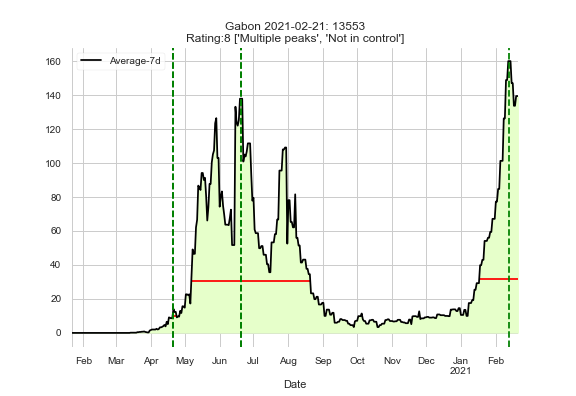 Gabon 2021-02-21: 13553
Rating:8 ['Multiple peaks', 'Not in control']
Average-7d
160
140
120
100
80
60
40
20
0
Feb Mar Apr May Jun Jul Aug Sep Oct Nov Dec Jan Feb
2021
Date